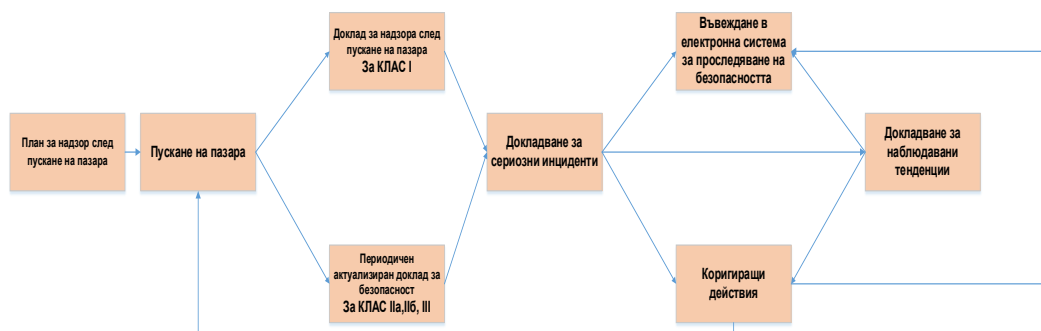 План за надзор след
пускане на пазара
Пускане на пазара
Доклад за надзора след
пускане на пазара
За КЛАС I
Периодичен
актуализиран доклад за
безопасност
За КЛАС IIа,IIб, III
Докладване за
сериозни инциденти
Въвеждане в
електронна система
за проследяване на
безопасността
Коригиращи
действия
Докладване за
наблюдавани
тенденции